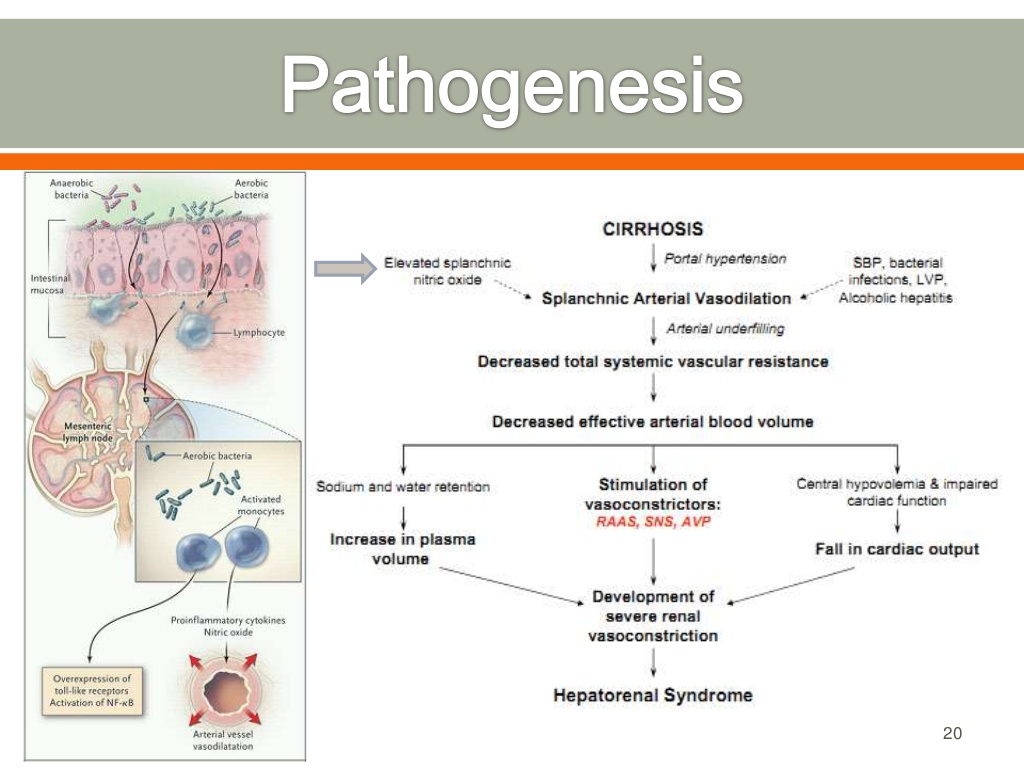 Pathogenesis
Anaerobic
bacteria
Aerobic
bacteria
Intestinal
mucosa
Lymphocyte
Mesenteric
lymph node
Aerobic bacteria
Activated
monocytes
Proinflammatory cytokines
Nitric oxide
Overexpression of
toll-like receptors
Activation of NF-κB
Arterial vessel
vasodilatation
CIRRHOSIS
Portal hypertension
Elevated splanchnic
nitric oxide
SBP, bacterial
infections, LVP,
Alcoholic hepatitis
Splanchnic Arterial Vasodilation
Arterial underfilling
Decreased total systemic vascular resistance
Decreased effective arterial blood volume
Sodium and water retention
Increase in plasma
volume
Stimulation of
vasoconstrictors:
RAAS, SNS, AVP
Central hypovolemia & impaired
cardiac function
Fall in cardiac output
Development of
severe renal
vasoconstriction
Hepatorenal Syndrome
20